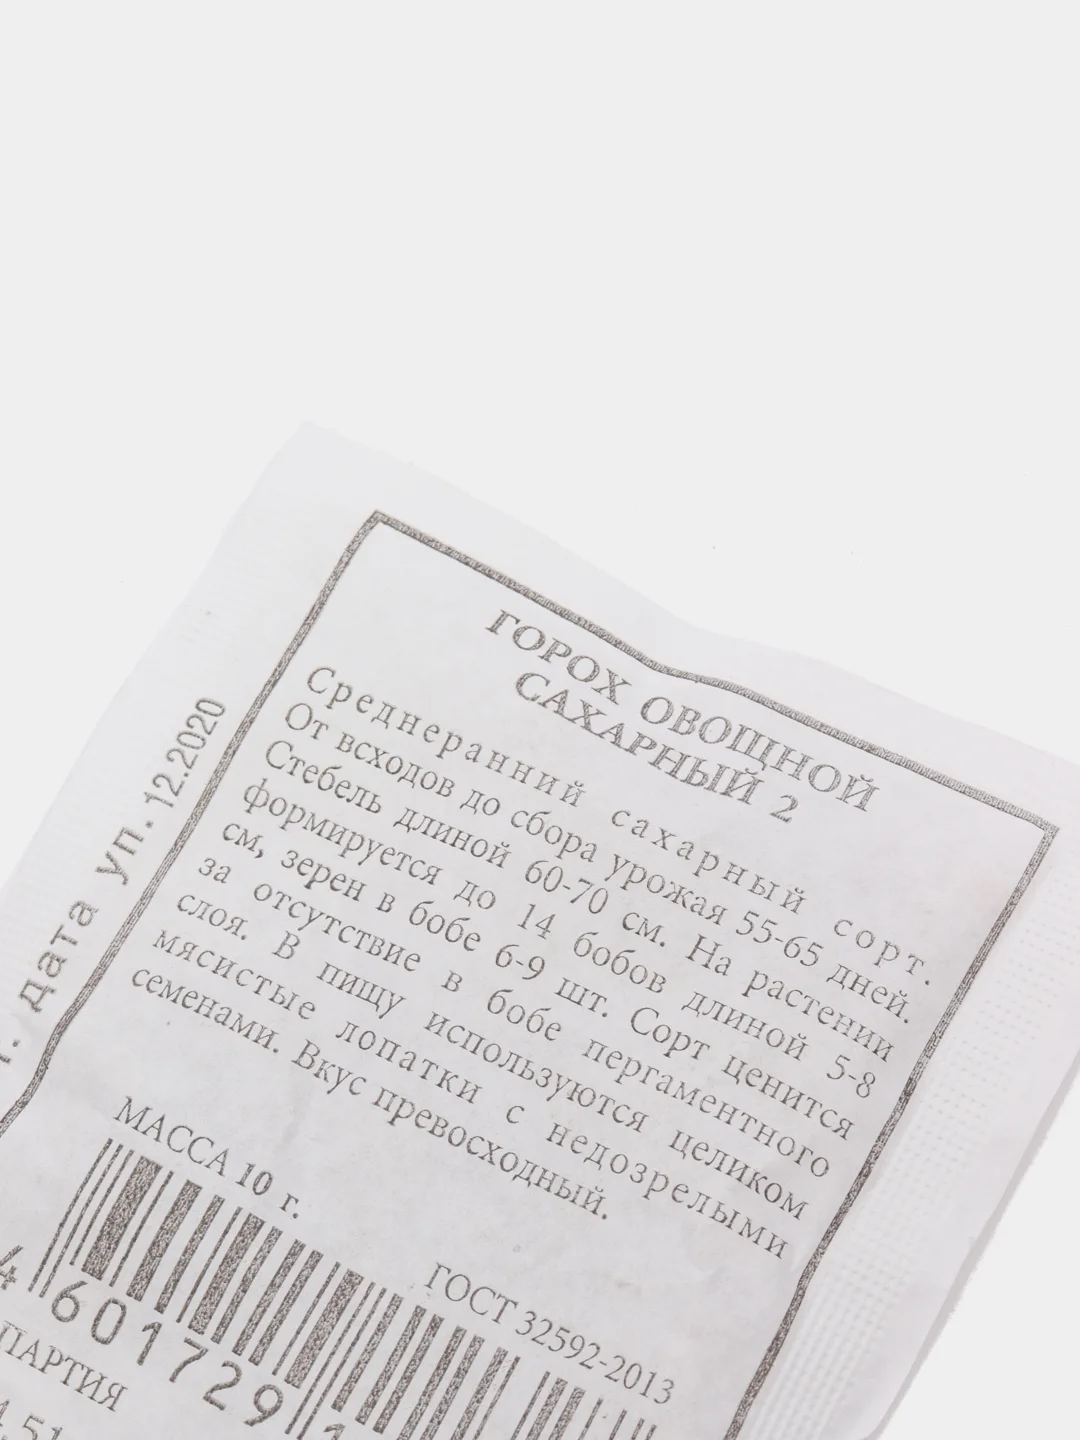 ГОРОХ ОВОЩНОЙ
САХАРНЫЙ 2
Среднеранний сахарный сорт.
От всходов до сбора урожая 55-65 дней.
Стебель длиной 60-70 см. На растении
формируется до 14 бобов длиной 5-8
см, зерен в бобе 6-9 шт. Сорт ценится
за отсутствие в бобе пергаментного
слоя. В пищу используются целиком
мясистые лопатки с недозрелыми
семенами. Вкус превосходный.
МАССА 10 г.
ГОСТ 32592-2013
4 601729
ПАРТИЯ
дата уп. 12.2020